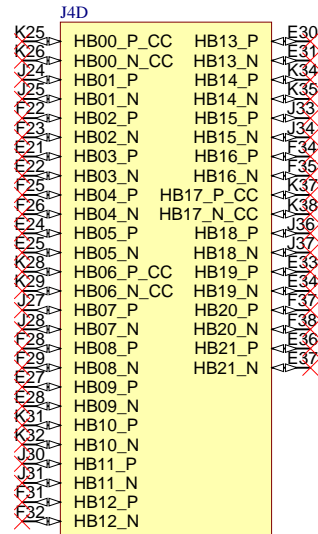 J4D
K25 HB00_P_CC HB13_P E30
K26 HB00_N_CC HB13_N E31
J24 HB01_P HB14_P K34
J25 HB01_N HB14_N K35
F22 HB02_P HB15_P J33
F23 HB02_N HB15_N J34
E21 HB03_P HB16_P F34
E22 HB03_N HB16_N F35
F25 HB04_P HB17_P_CC K37
F26 HB04_N HB17_N_CC K38
E24 HB05_P HB18_P J36
E25 HB05_N HB18_N J37
K28 HB06_P_CC HB19_P E33
K29 HB06_N_CC HB19_N E34
J27 HB07_P HB20_P F37
J28 HB07_N HB20_N F38
F28 HB08_P HB21_P E36
F29 HB08_N HB21_N E37
E27 HB09_P
E28 HB09_N
K31 HB10_P
K32 HB10_N
J30 HB11_P
J31 HB11_N
F31 HB12_P
F32 HB12_N